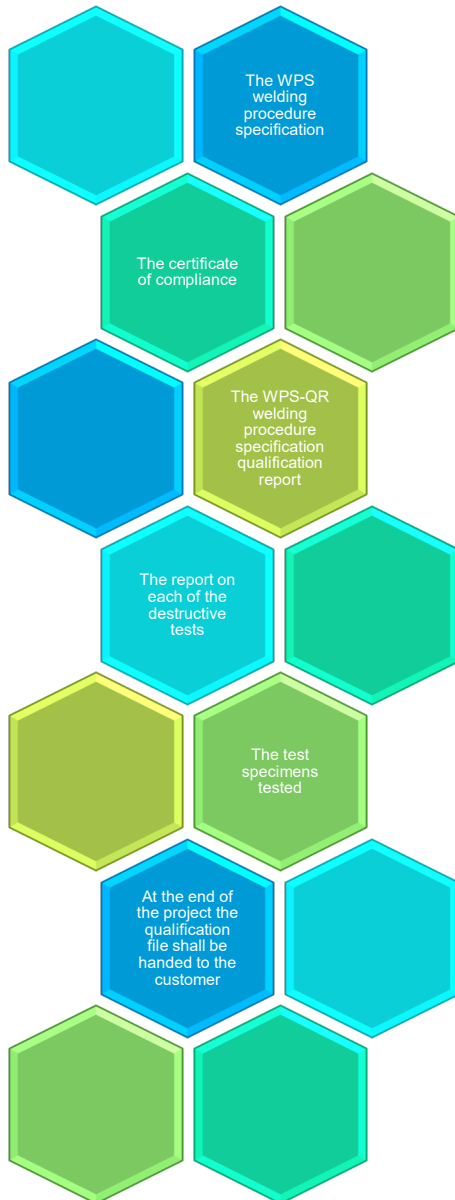 The WPS
welding
procedure
specification
The certificate
of compliance
The WPS-QR
welding
procedure
specification
qualification
report
The report on
each of the
destructive
tests
The test
specimens
tested
At the end of
the project the
qualification
file shall be
handed to the
customer